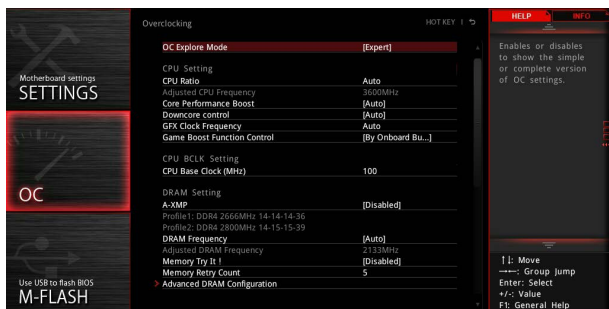 Overclocking
HOT KEY |
HELP
INFO
Motherboard settings
SETTINGS
OC
Use USB to flash BIOS
M-FLASH
OC Explore Mode [Expert]
CPU Setting
CPU Ratio Auto
Adjusted CPU Frequency 3600MHz
Core Performance Boost [Auto]
Downcore control [Auto]
GFX Clock Frequency Auto
Game Boost Function Control [By Onboard Bu...]
CPU BCLK Setting
CPU Base Clock (MHz) 100
DRAM Setting
A-XMP [Disabled]
Profile1: DDR4 2666MHz 14-14-14-36
Profile2: DDR4 2800MHz 14-15-15-39
DRAM Frequency [Auto]
Adjusted DRAM Frequency 2133MHz
Memory Try It ! [Disabled]
Memory Retry Count 5
Advanced DRAM Configuration
Enables or disables
to show the simple
or complete version
of OC settings.
↑↓: Move
→←: Group Jump
Enter: Select
+/-: Value
F1: General Help